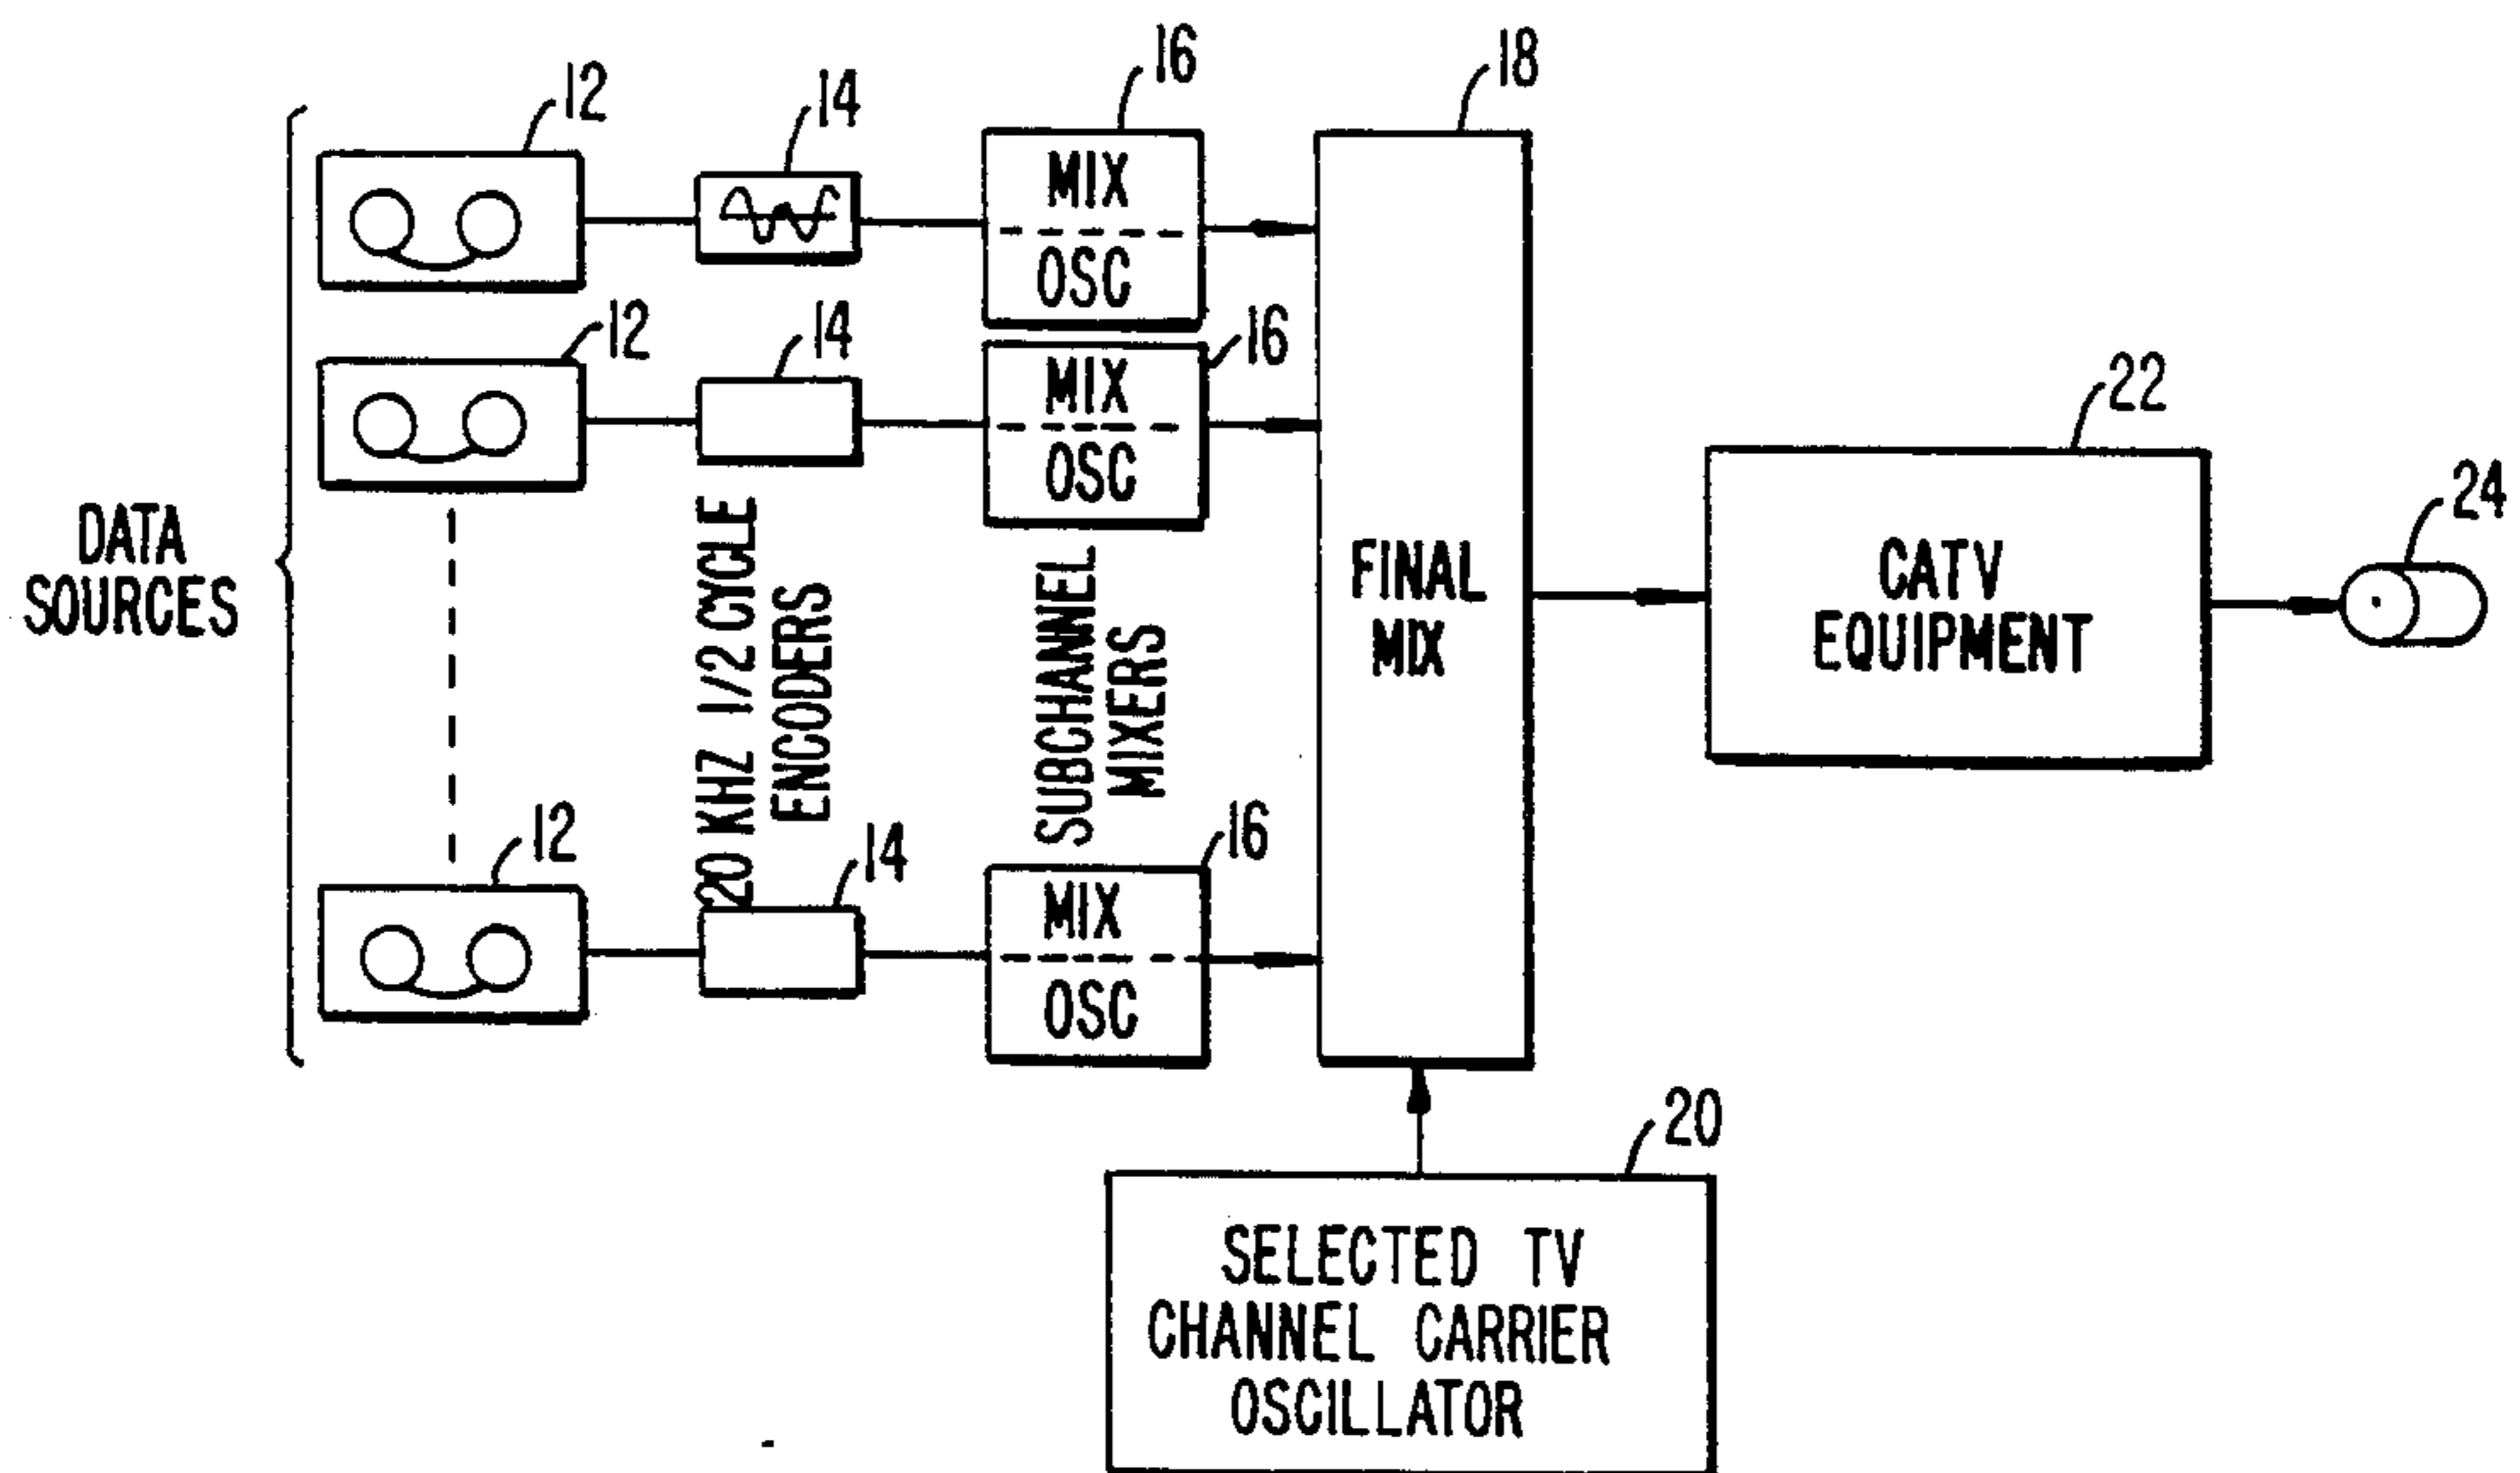 12
14
16
18
MIX
OSC
12
14
16
MIX
OSC
DATA
SOURCES
20 KHZ 1/2 CYCLE
ENCODERS
SUBCHANNEL
MIXERS
FINAL
MIX
22
CATV
EQUIPMENT
24
12
14
16
MIX
OSC
20
SELECTED TV
CHANNEL CARRIER
OSCILLATOR